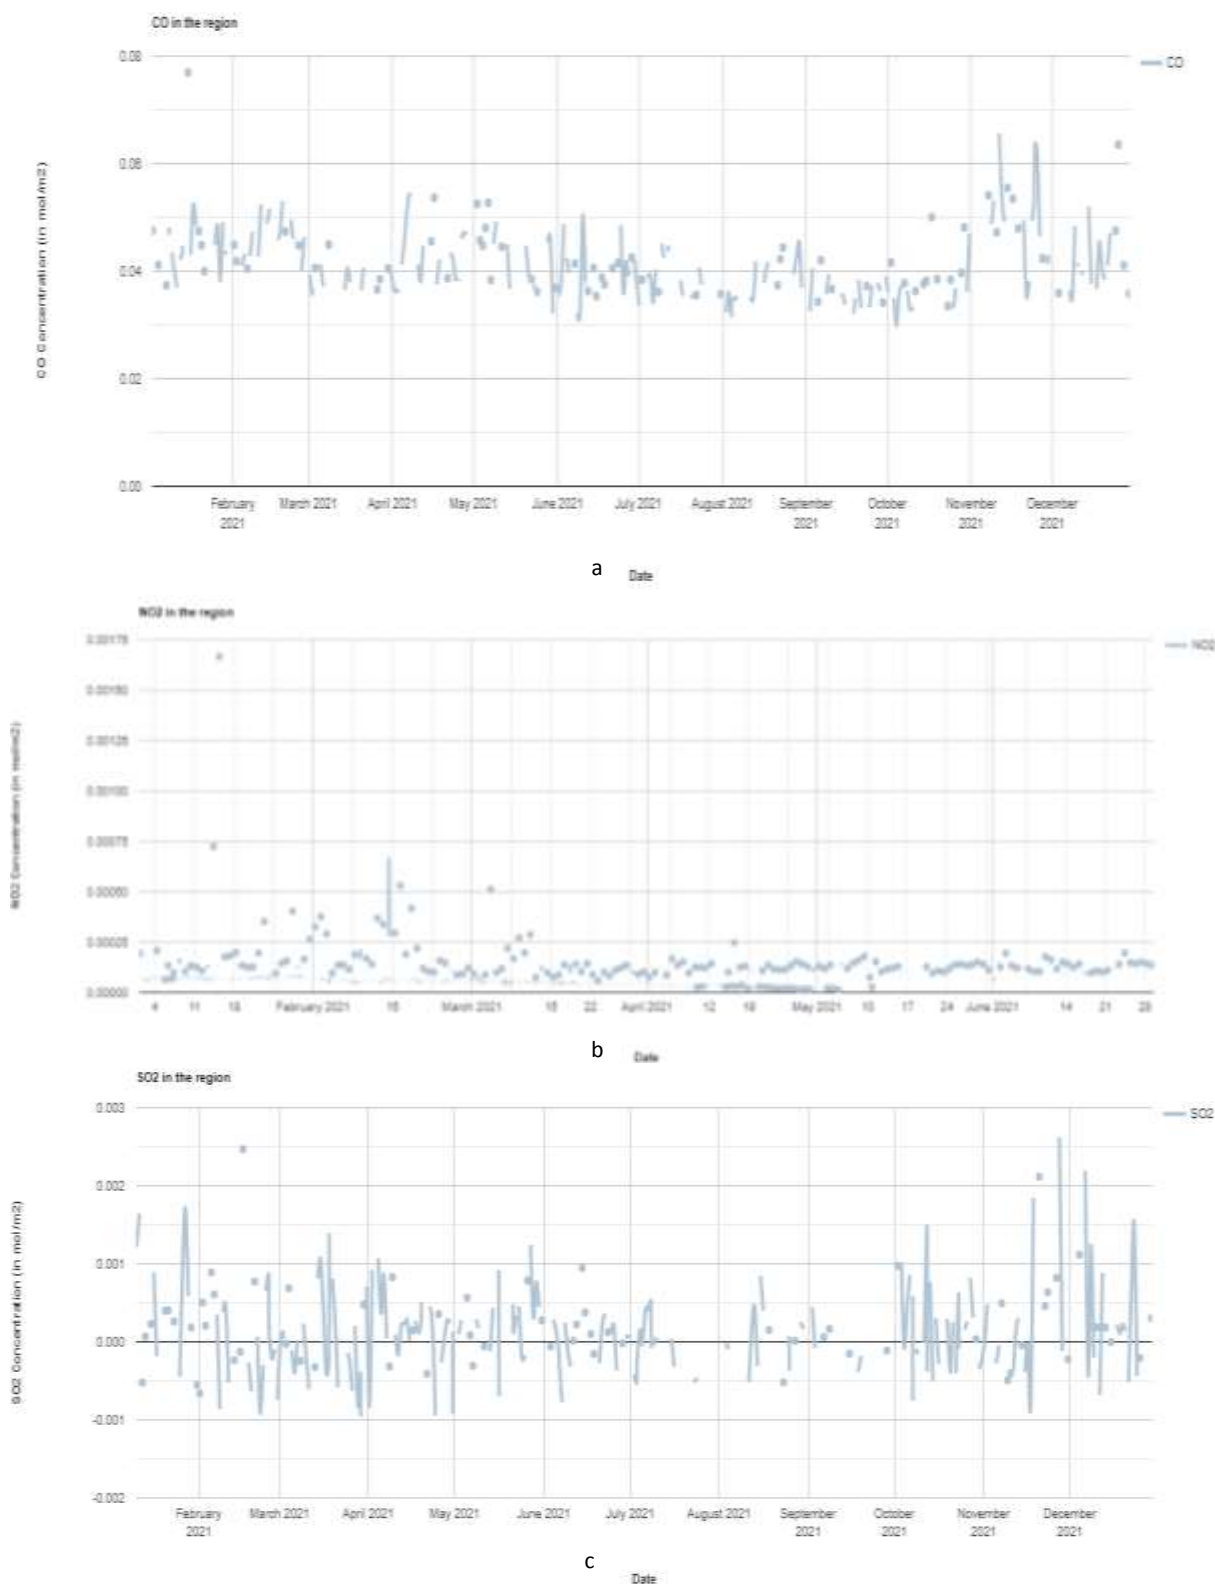 CO in the region
0.08
CO
0.06
0.04
0.02
0.00
CO Concentration (in mol/m2)
February 2021
March 2021
April 2021
May 2021
June 2021
July 2021
August 2021
September 2021
October 2021
November 2021
December 2021
a
Date
NO2 in the region
0.00175
NO2
0.00150
0.00125
0.00100
0.00075
0.00050
0.00025
0.00000
NO2 Concentration (in mol/m2)
4
11
18
February 2021
15
March 2021
15
22
April 2021
12
19
May 2021
10
17
24
June 2021
14
21
28
b
Date
SO2 in the region
0.003
SO2
0.002
0.001
0.000
-0.001
-0.002
SO2 Concentration (in mol/m2)
February 2021
March 2021
April 2021
May 2021
June 2021
July 2021
August 2021
September 2021
October 2021
November 2021
December 2021
c
Date